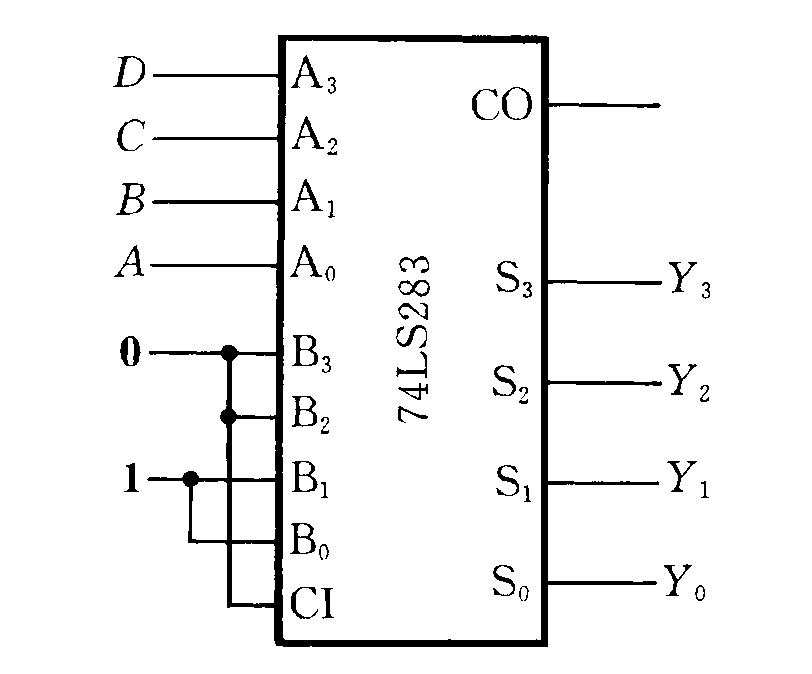 D A₃
CO
C A₂
B A₁
A A₀
74LS283
S₃ Y₃
0 B₃
S₂ Y₂
B₂
1 B₁
S₁ Y₁
B₀
S₀ Y₀
CI